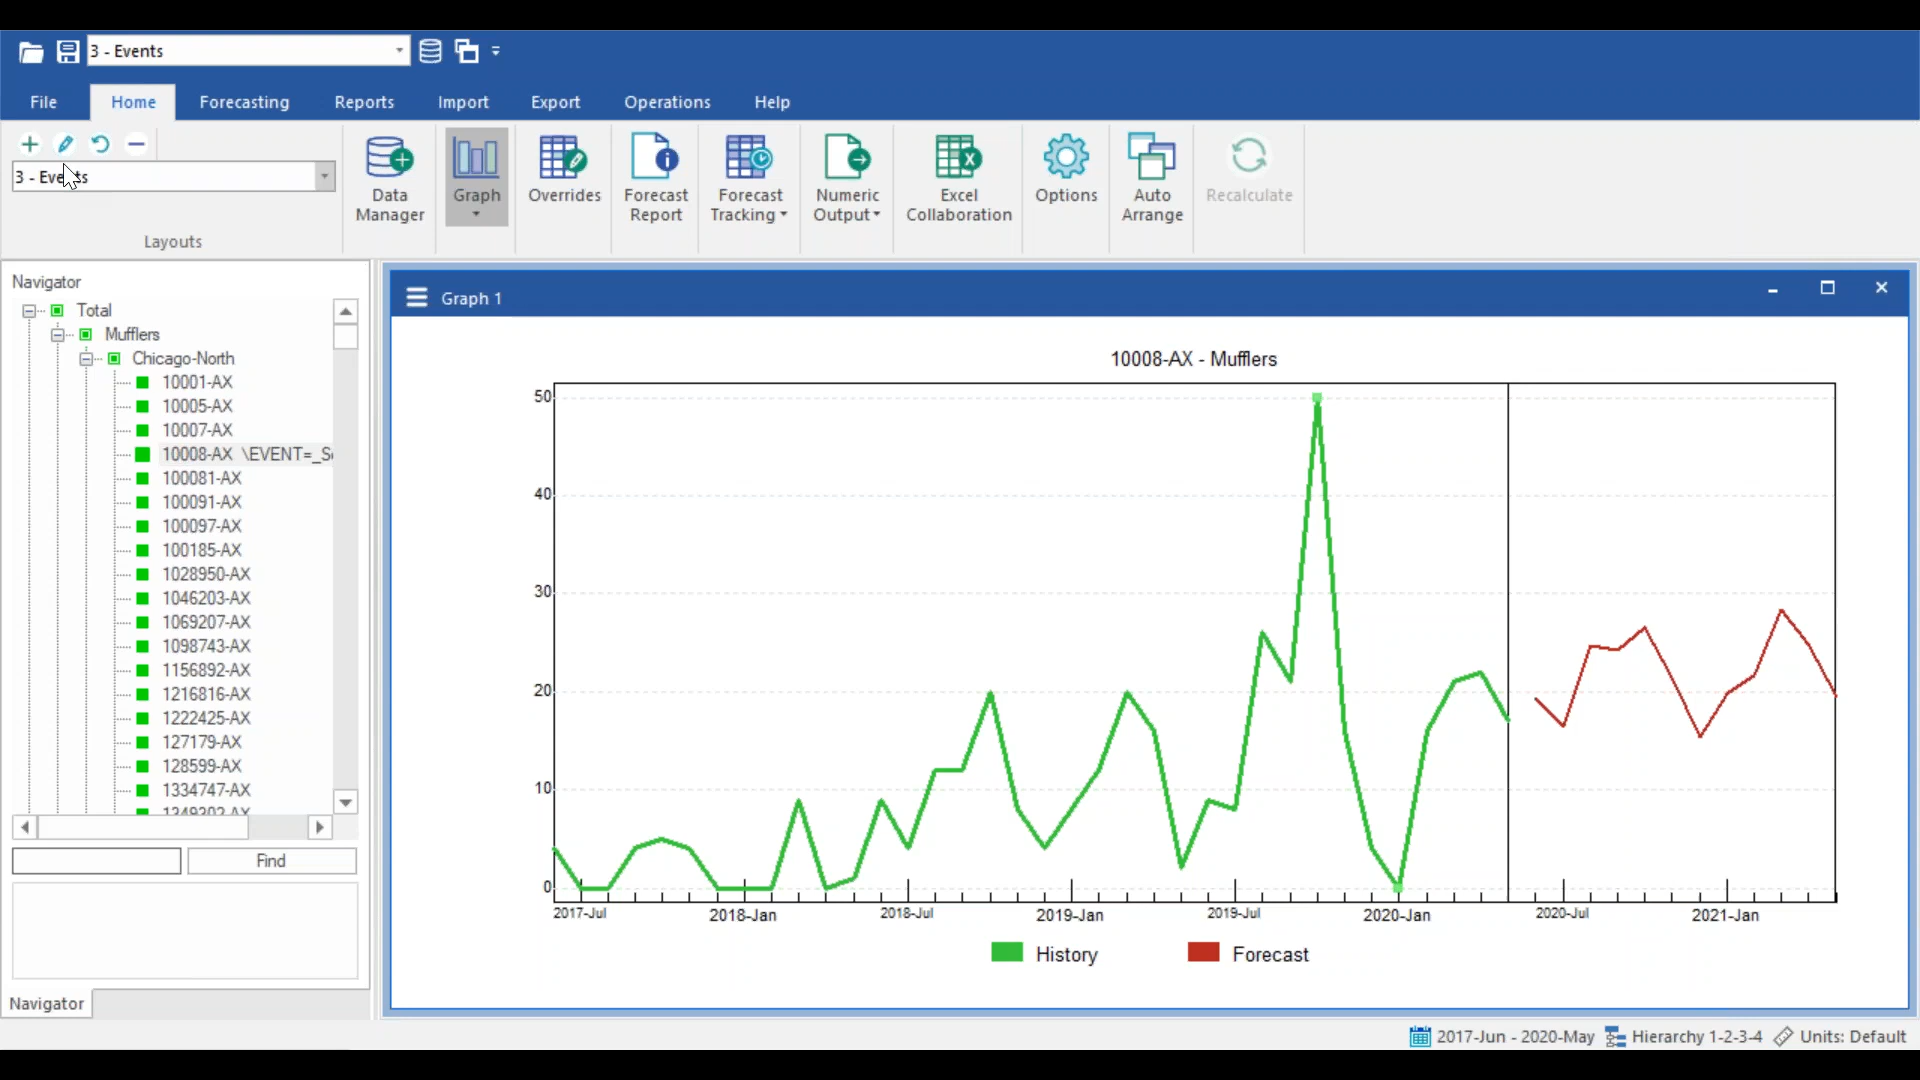 3 - Events
File Home Forecasting Reports Import Export Operations Help
3 - Events
Layouts
Data Manager
Graph
Overrides
Forecast Report
Forecast Tracking
Numeric Output
Excel Collaboration
Options
Auto Arrange
Recalculate
Navigator
Total
Mufflers
Chicago-North
10001-AX
10005-AX
10007-AX
10008-AX \EVENT=_S
100081-AX
100091-AX
100097-AX
100185-AX
1028950-AX
1046203-AX
1069207-AX
1098743-AX
1156892-AX
1216816-AX
1222425-AX
127179-AX
128599-AX
1334747-AX
Find
Navigator
Graph 1
10008-AX - Mufflers
50
40
30
20
10
0
2017-Jul 2018-Jan 2018-Jul 2019-Jan 2019-Jul 2020-Jan 2020-Jul 2021-Jan
History Forecast
2017-Jun - 2020-May Hierarchy 1-2-3-4 Units: Default